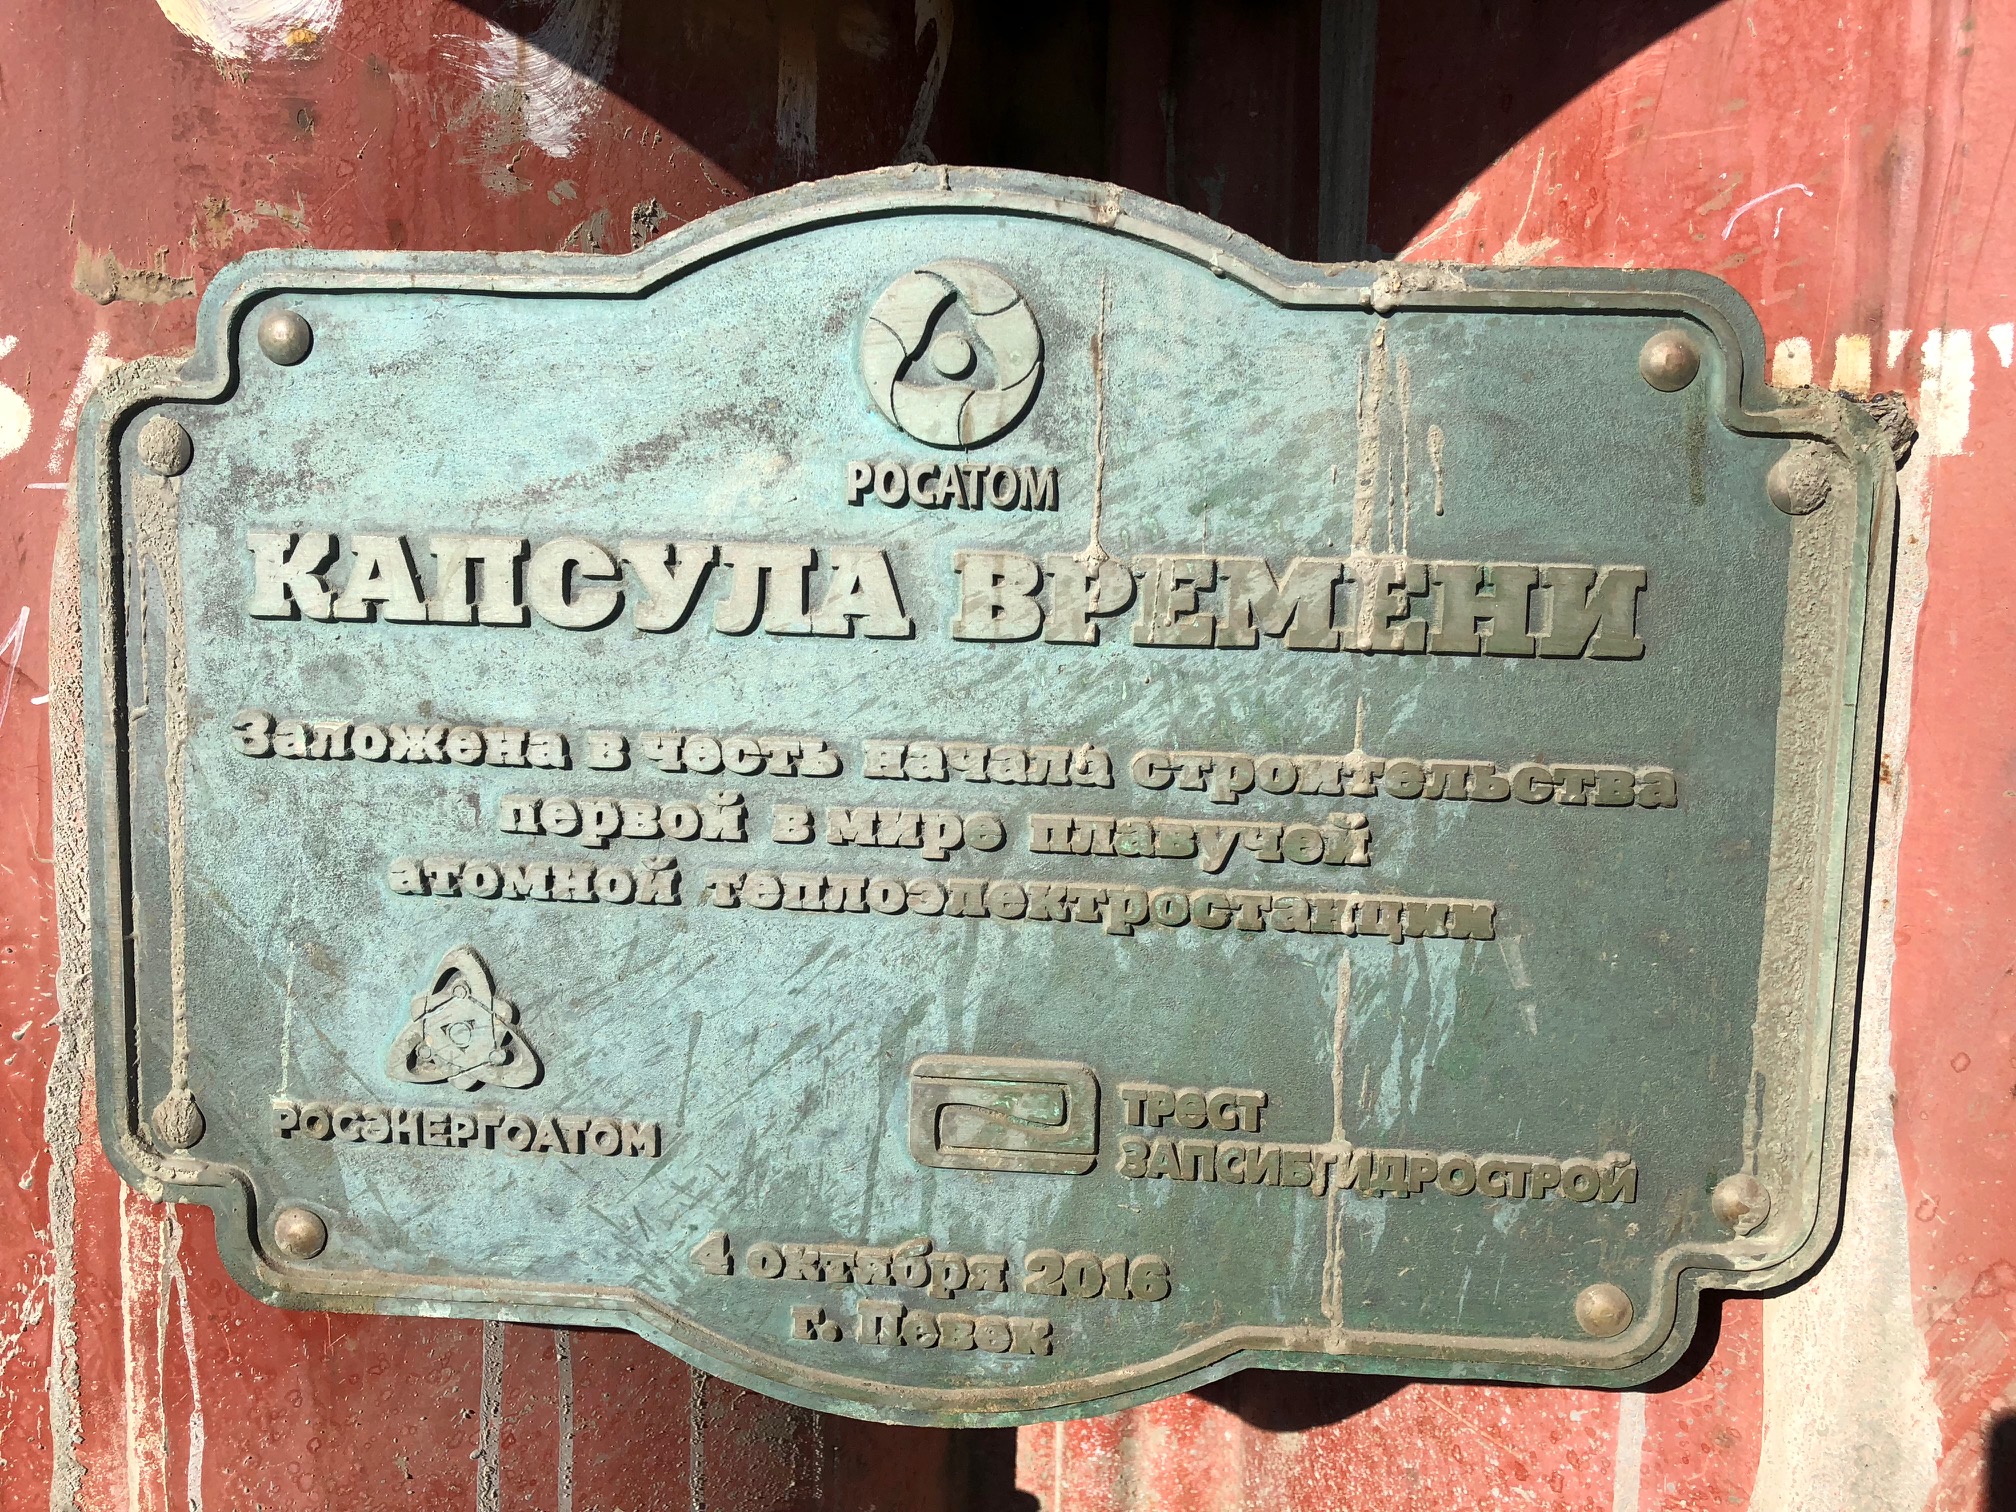 РОСАТОМ
КАПСУЛА ВРЕМЕНИ
Заложена в честь начала строительства
первой в мире плавучей
атомной теплоэлектростанции
РОСЭНЕРГОАТОМ
ТРЕСТ
ЗАПСИБГИДРОСТРОЙ
4 октября 2016
г. Певек